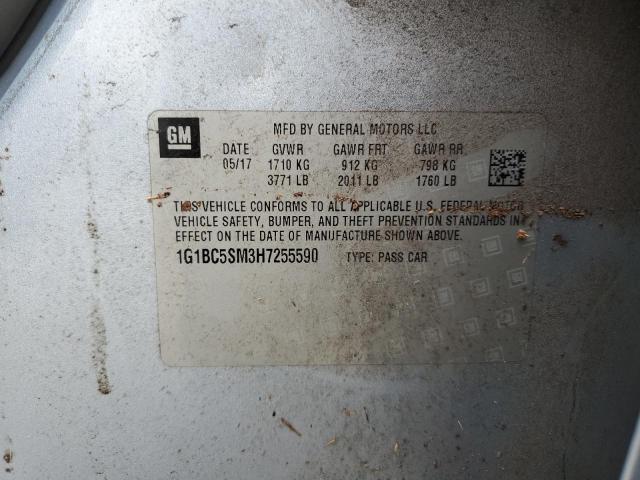 GM
MFD BY GENERAL MOTORS LLC
DATE GVWR GAWR FRT GAWR RR
05/17 1710 KG 912 KG 798 KG
3771 LB 2011 LB 1760 LB
THIS VEHICLE CONFORMS TO ALL APPLICABLE U.S. FEDERAL MOTOR
VEHICLE SAFETY, BUMPER, AND THEFT PREVENTION STANDARDS IN
EFFECT ON THE DATE OF MANUFACTURE SHOWN ABOVE.
1G1BC5SM3H7255590 TYPE: PASS CAR